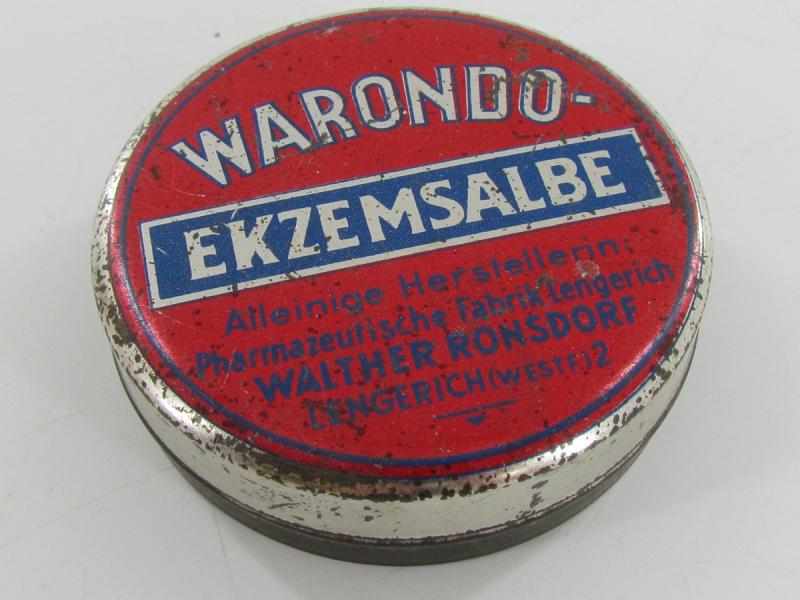 WARONDO-
EKZEMSALBE
Alleinige Herstellerin:
Pharmazeutische Fabrik Lengerich
WALTHER RONSDORF
LENGERICH (WESTF.) 2